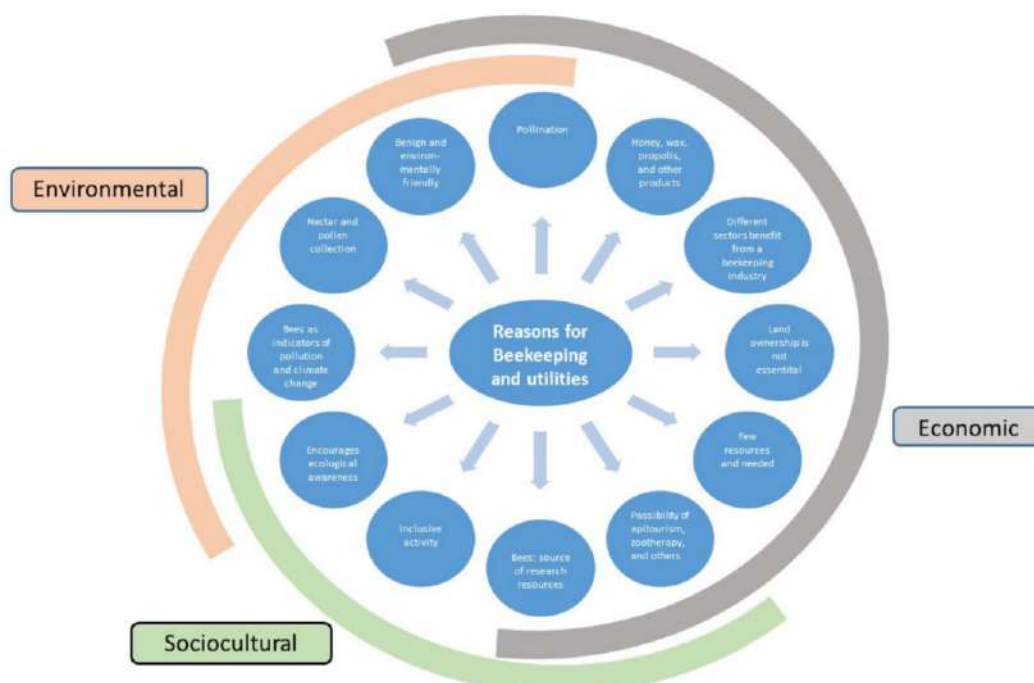 Pollination
Honey, wax,
propolis,
and other
products
Different
sectors benefit
from a
beekeeping
industry
Land
ownership is
not
essentital
Few
resources
and needed
Possibility of
epitourism,
zootherapy,
and others
Bees: source
of research
resources
Inclusive
activity
Encourages
ecological
awareness
Bees: as
indicators of
pollution
and climate
change
Nectar and
pollen
collection
Benign and
environ-
mentally
friendly
Reasons for
Beekeeping
and utilities
Environmental
Economic
Sociocultural